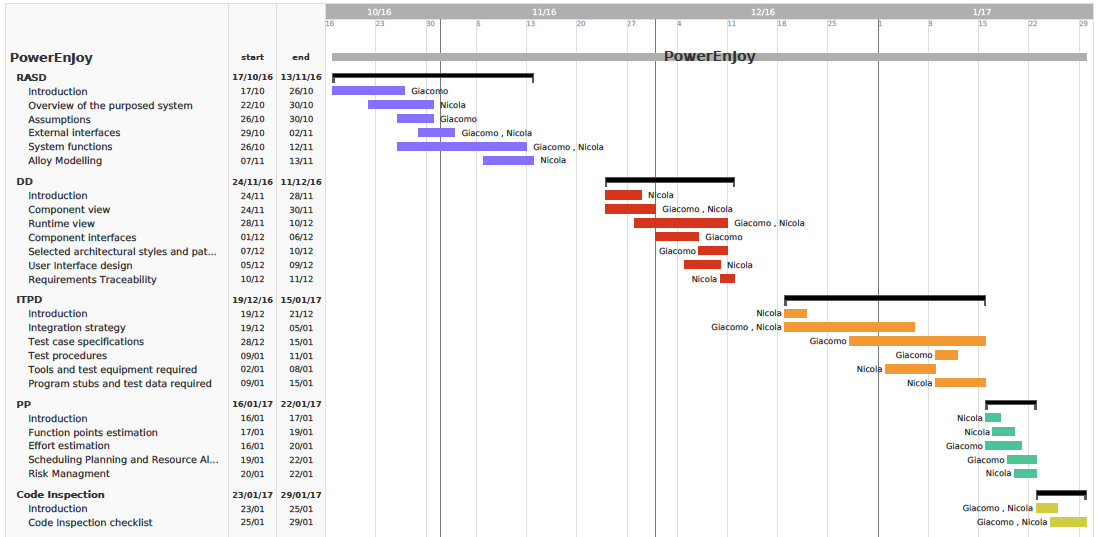 10/16 11/16 12/16 1/17
16 23 30 6 13 20 27 4 11 18 25 1 8 15 22 29
PowerEnJoy start end PowerEnJoy
RASD 17/10/16 13/11/16
Introduction 17/10 26/10 Giacomo
Overview of the purposed system 22/10 30/10 Nicola
Assumptions 26/10 30/10 Giacomo
External interfaces 29/10 02/11 Giacomo , Nicola
System functions 26/10 12/11 Giacomo , Nicola
Alloy Modelling 07/11 13/11 Nicola
DD 24/11/16 11/12/16
Introduction 24/11 28/11 Nicola
Component view 24/11 30/11 Giacomo , Nicola
Runtime view 28/11 10/12 Giacomo , Nicola
Component interfaces 01/12 06/12 Giacomo
Selected architectural styles and pat... 07/12 10/12 Giacomo
User Interface design 05/12 09/12 Nicola
Requirements Traceability 10/12 11/12 Nicola
ITPD 19/12/16 15/01/17
Introduction 19/12 21/12 Nicola
Integration strategy 19/12 05/01 Giacomo , Nicola
Test case specifications 28/12 15/01 Giacomo
Test procedures 09/01 11/01 Giacomo
Tools and test equipment required 02/01 08/01 Nicola
Program stubs and test data required 09/01 15/01 Nicola
PP 16/01/17 22/01/17
Introduction 16/01 17/01 Nicola
Function points estimation 17/01 19/01 Nicola
Effort estimation 16/01 20/01 Giacomo
Scheduling Planning and Resource Al... 19/01 22/01 Giacomo
Risk Managment 20/01 22/01 Nicola
Code Inspection 23/01/17 29/01/17
Introduction 23/01 25/01 Giacomo , Nicola
Code Inspection checklist 25/01 29/01 Giacomo , Nicola